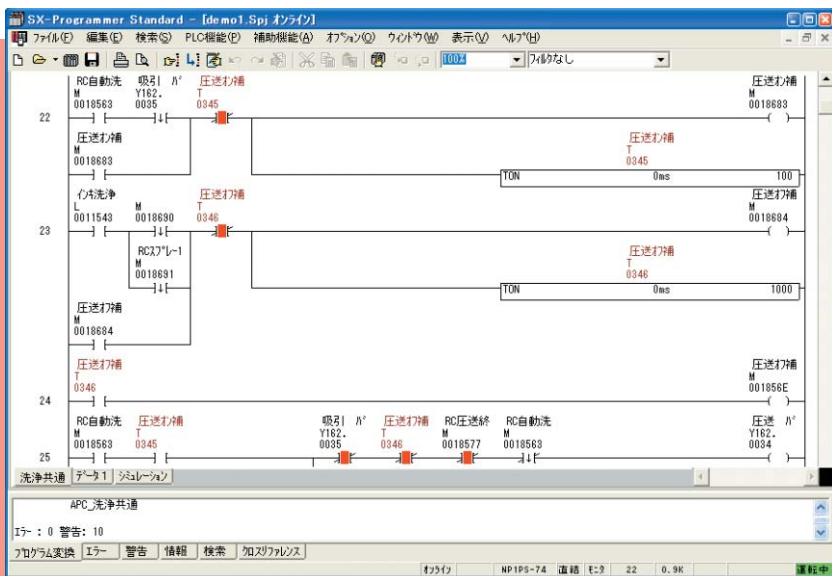 SX-Programmer Standard - [demo1.Spj オンライン]
ファイル(F) 編集(E) 検索(S) PLC機能(P) 補助機能(A) オプション(O) ウィンドウ(W) 表示(V) ヘルプ(H)
100% フィルタなし
RC自動洗 吸引 バ 圧送オン補 圧送オン補
M Y162. T M
0018563 0035 0345 0018683
22
圧送オン補 圧送オン補
M T
0018683 0345
TON 0ms 100
インキ洗浄 圧送オフ補 圧送オフ補
L M T M
0011543 0018690 0346 0018684
23
RCスプレー1 圧送オフ補
M T
0018691 0346
TON 0ms 1000
圧送オフ補
M
0018684
圧送オフ補 圧送オフ補
T M
0346 001856E
24
RC自動洗 圧送オン補 吸引 バ 圧送オフ補 RC圧送終 RC自動洗 圧送 バ
M T Y162. T M M Y162.
0018563 0345 0035 0346 0018577 0018563 0034
25
洗浄共通 データ1 シミュレーション
APC_洗浄共通
エラー : 0 警告: 10
プログラム変換 エラー 警告 情報 検索 クロスリファレンス
オンライン NP1PS-74 直結 モニタ 22 0.9K 運転中